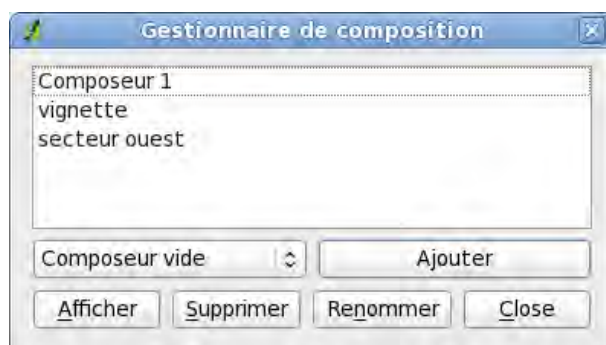 Gestionnaire de composition
Composeur 1
vignette
secteur ouest
Composeur vide Ajouter
Afficher Supprimer Renommer Close